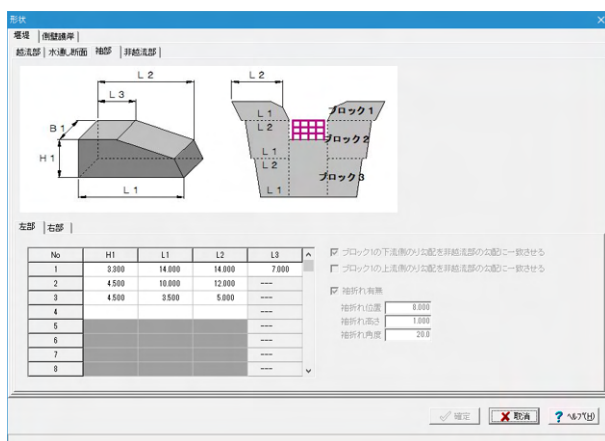 形状
堰堤 側壁護岸
越流部 水通し断面 袖部 非越流部
L 2
L 3
B 1
H 1
L 1
L 2
L 1
L 2
L 1
L 2
L 1
ブロック1
ブロック2
ブロック3
左部 右部
No H1 L1 L2 L3
1 3.300 14.000 14.000 7.000
2 4.500 10.000 12.000 ---
3 4.500 3.500 5.000 ---
4 ---
5 ---
6 ---
7 ---
8 ---
ブロック1の下流側のり勾配を非越流部の勾配に一致させる
ブロック1の上流側のり勾配を非越流部の勾配に一致させる
袖折れ有無
袖折れ位置 8.000
袖折れ高さ 1.000
袖折れ角度 20.0
確定 取消 ヘルプ(H)